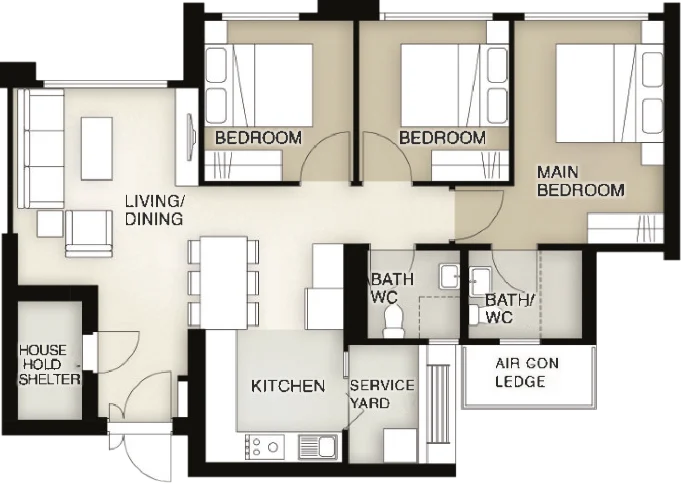 BEDROOM
BEDROOM
MAIN
BEDROOM
LIVING/
DINING
BATH
WC
BATH/
WC
HOUSE
HOLD
SHELTER
KITCHEN
SERVICE
YARD
AIR CON
LEDGE